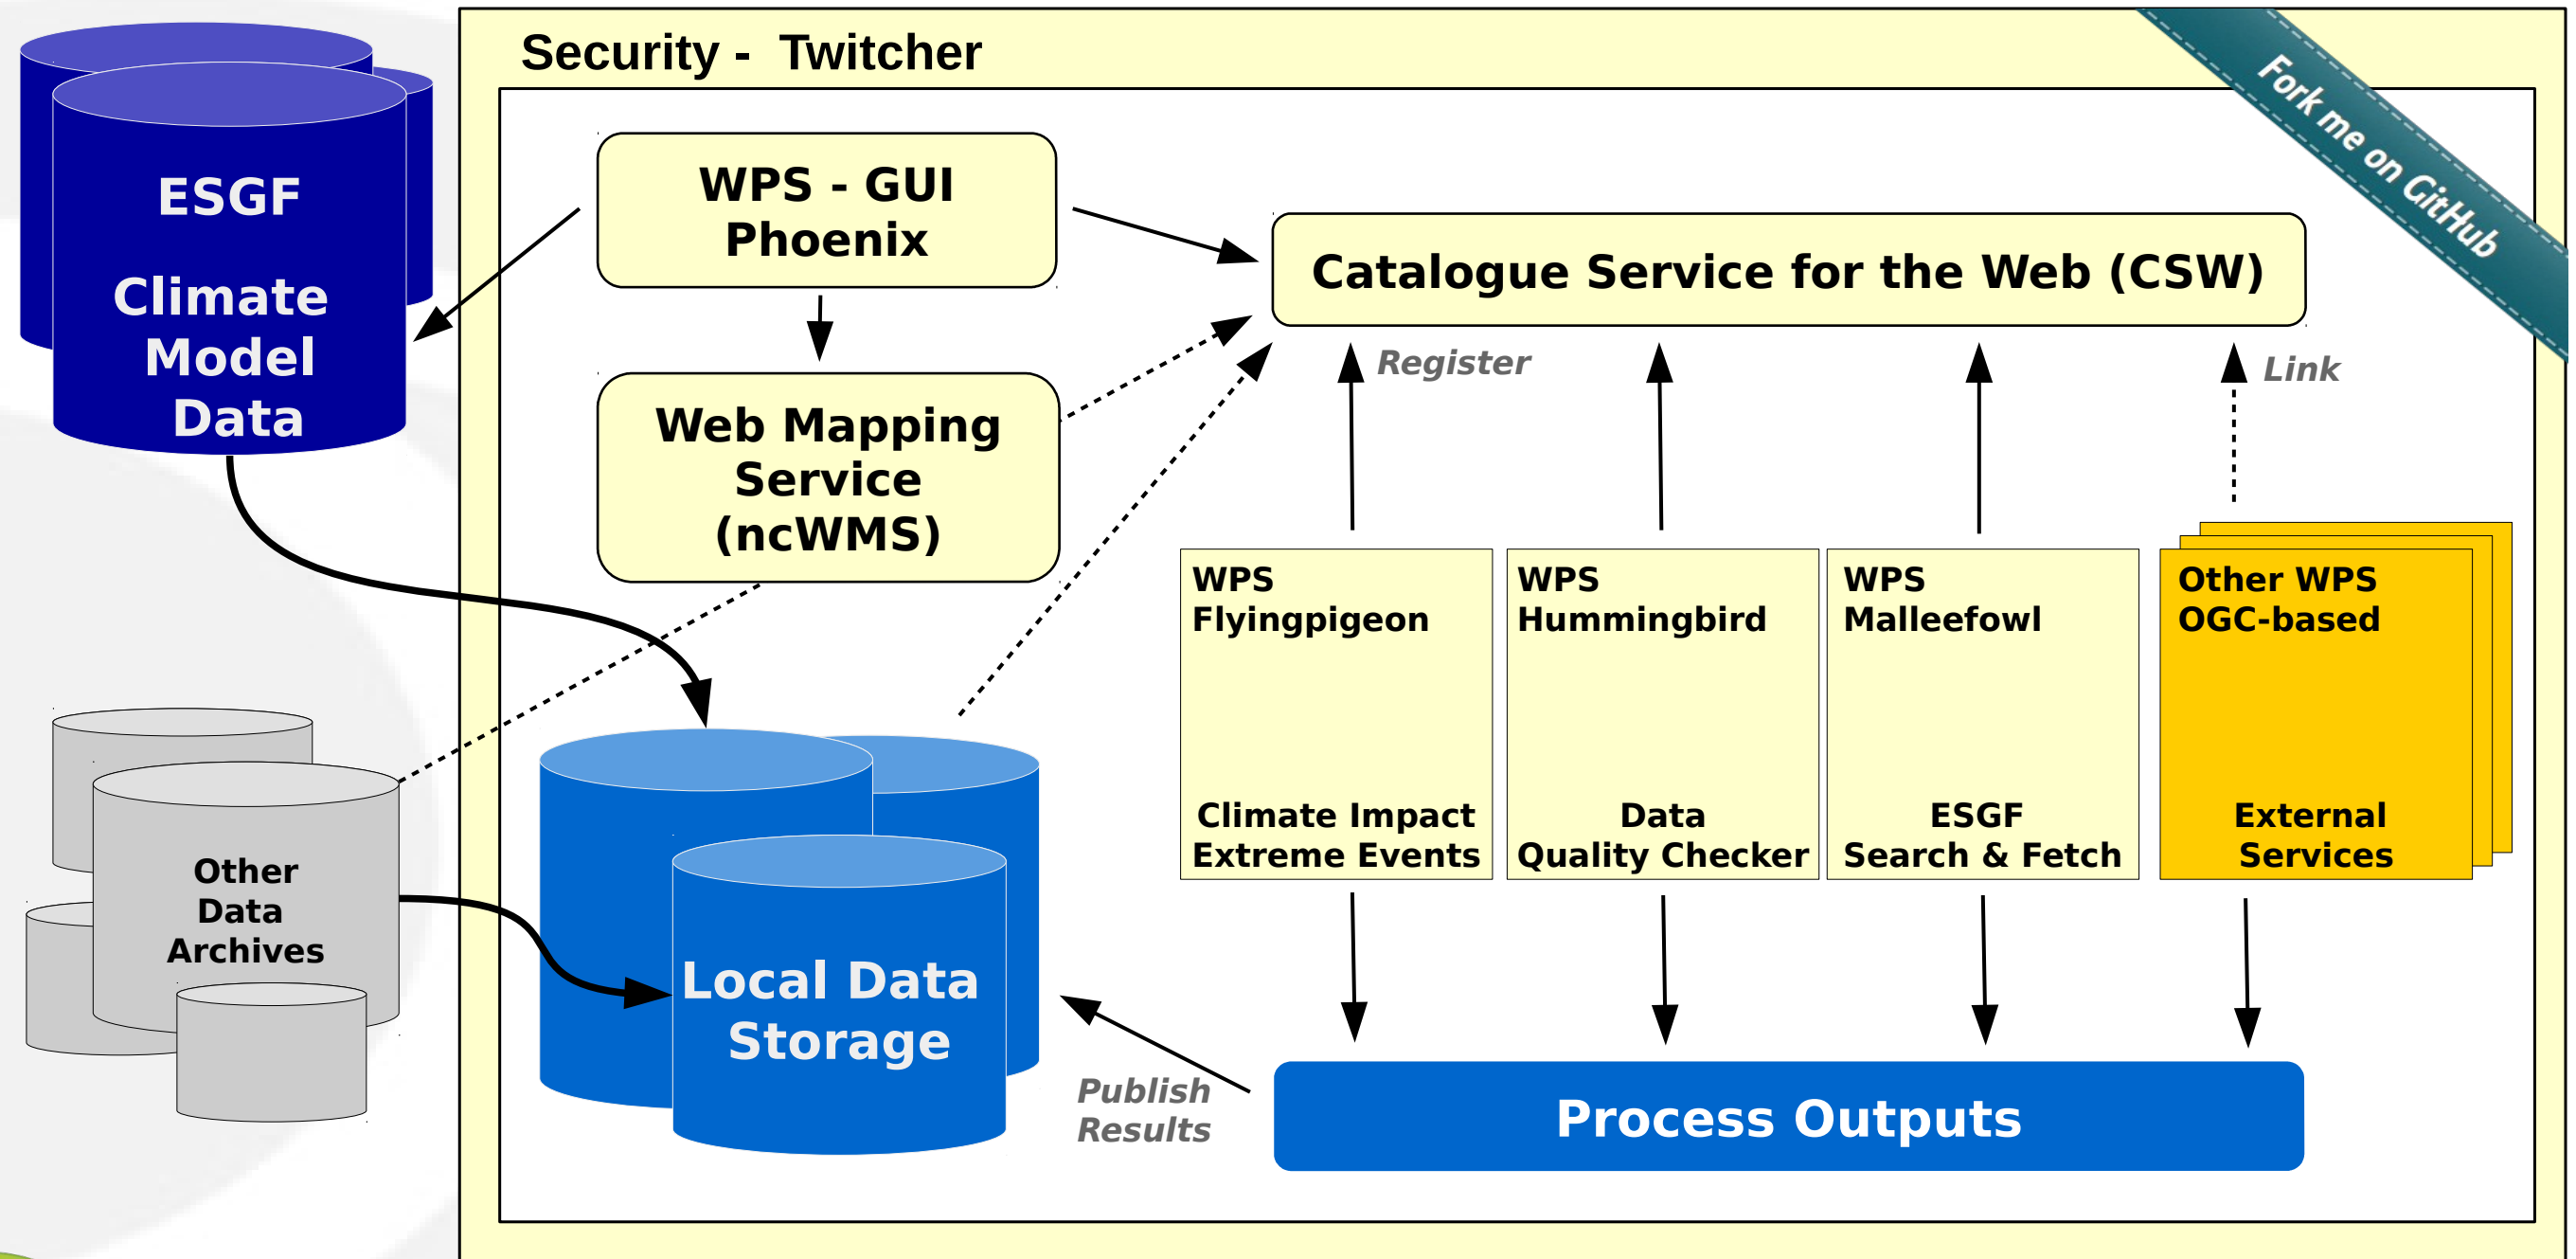 Security -  Twitcher
Fork me on GitHub
ESGF
Climate
Model
Data
WPS - GUI
Phoenix
Catalogue Service for the Web (CSW)
Register
Link
Web Mapping
Service
(ncWMS)
WPS
Flyingpigeon
Climate Impact
Extreme Events
WPS
Hummingbird
Data
Quality Checker
WPS
Malleefowl
ESGF
Search & Fetch
Other WPS
OGC-based
External
Services
Other
Data
Archives
Local Data
Storage
Publish
Results
Process Outputs